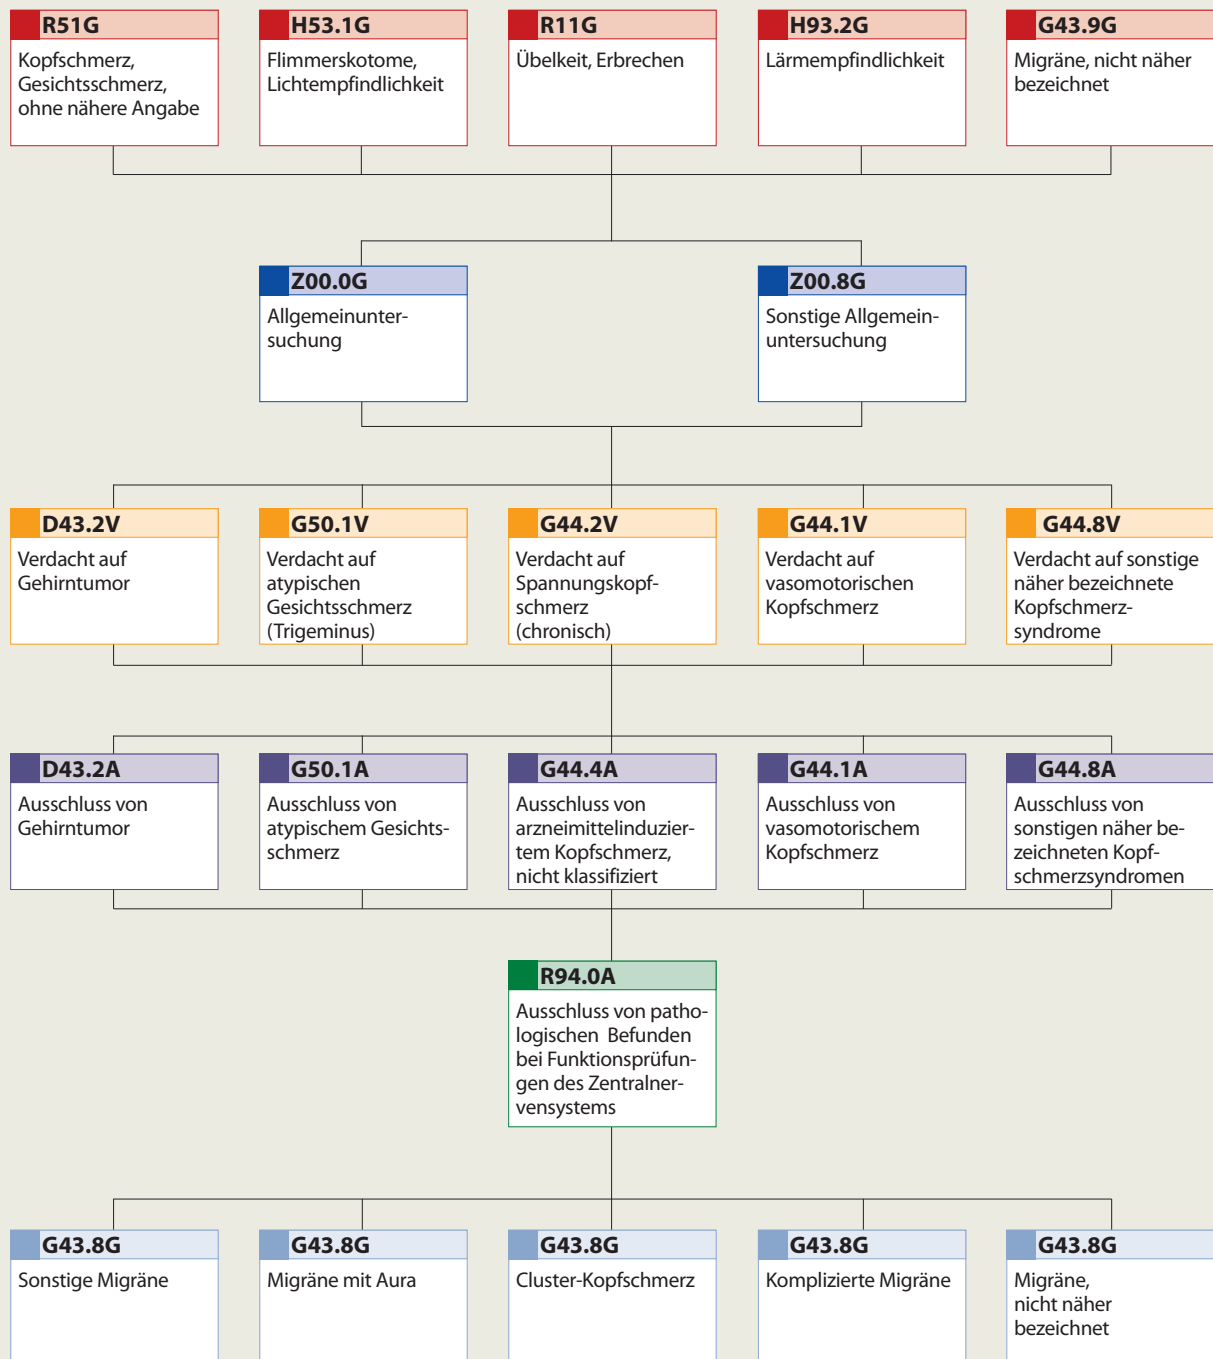 R51G
Kopfschmerz,
Gesichtsschmerz,
ohne nähere Angabe
H53.1G
Flimmerskotome,
Lichtempfindlichkeit
R11G
Übelkeit, Erbrechen
H93.2G
Lärmempfindlichkeit
G43.9G
Migräne, nicht näher
bezeichnet
Z00.0G
Allgemeinunter-
suchung
Z00.8G
Sonstige Allgemein-
untersuchung
D43.2V
Verdacht auf
Gehirntumor
G50.1V
Verdacht auf
atypischen
Gesichtsschmerz
(Trigeminus)
G44.2V
Verdacht auf
Spannungskopf-
schmerz
(chronisch)
G44.1V
Verdacht auf
vasomotorischen
Kopfschmerz
G44.8V
Verdacht auf sonstige
näher bezeichnete
Kopfschmerz-
syndrome
D43.2A
Ausschluss von
Gehirntumor
G50.1A
Ausschluss von
atypischem Gesichts-
schmerz
G44.4A
Ausschluss von
arzneimittelinduzier-
tem Kopfschmerz,
nicht klassifiziert
G44.1A
Ausschluss von
vasomotorischem
Kopfschmerz
G44.8A
Ausschluss von
sonstigen näher be-
zeichneten Kopf-
schmerzsyndromen
R94.0A
Ausschluss von patho-
logischen Befunden
bei Funktionsprüfun-
gen des Zentralner-
vensystems
G43.8G
Sonstige Migräne
G43.8G
Migräne mit Aura
G43.8G
Cluster-Kopfschmerz
G43.8G
Komplizierte Migräne
G43.8G
Migräne,
nicht näher
bezeichnet